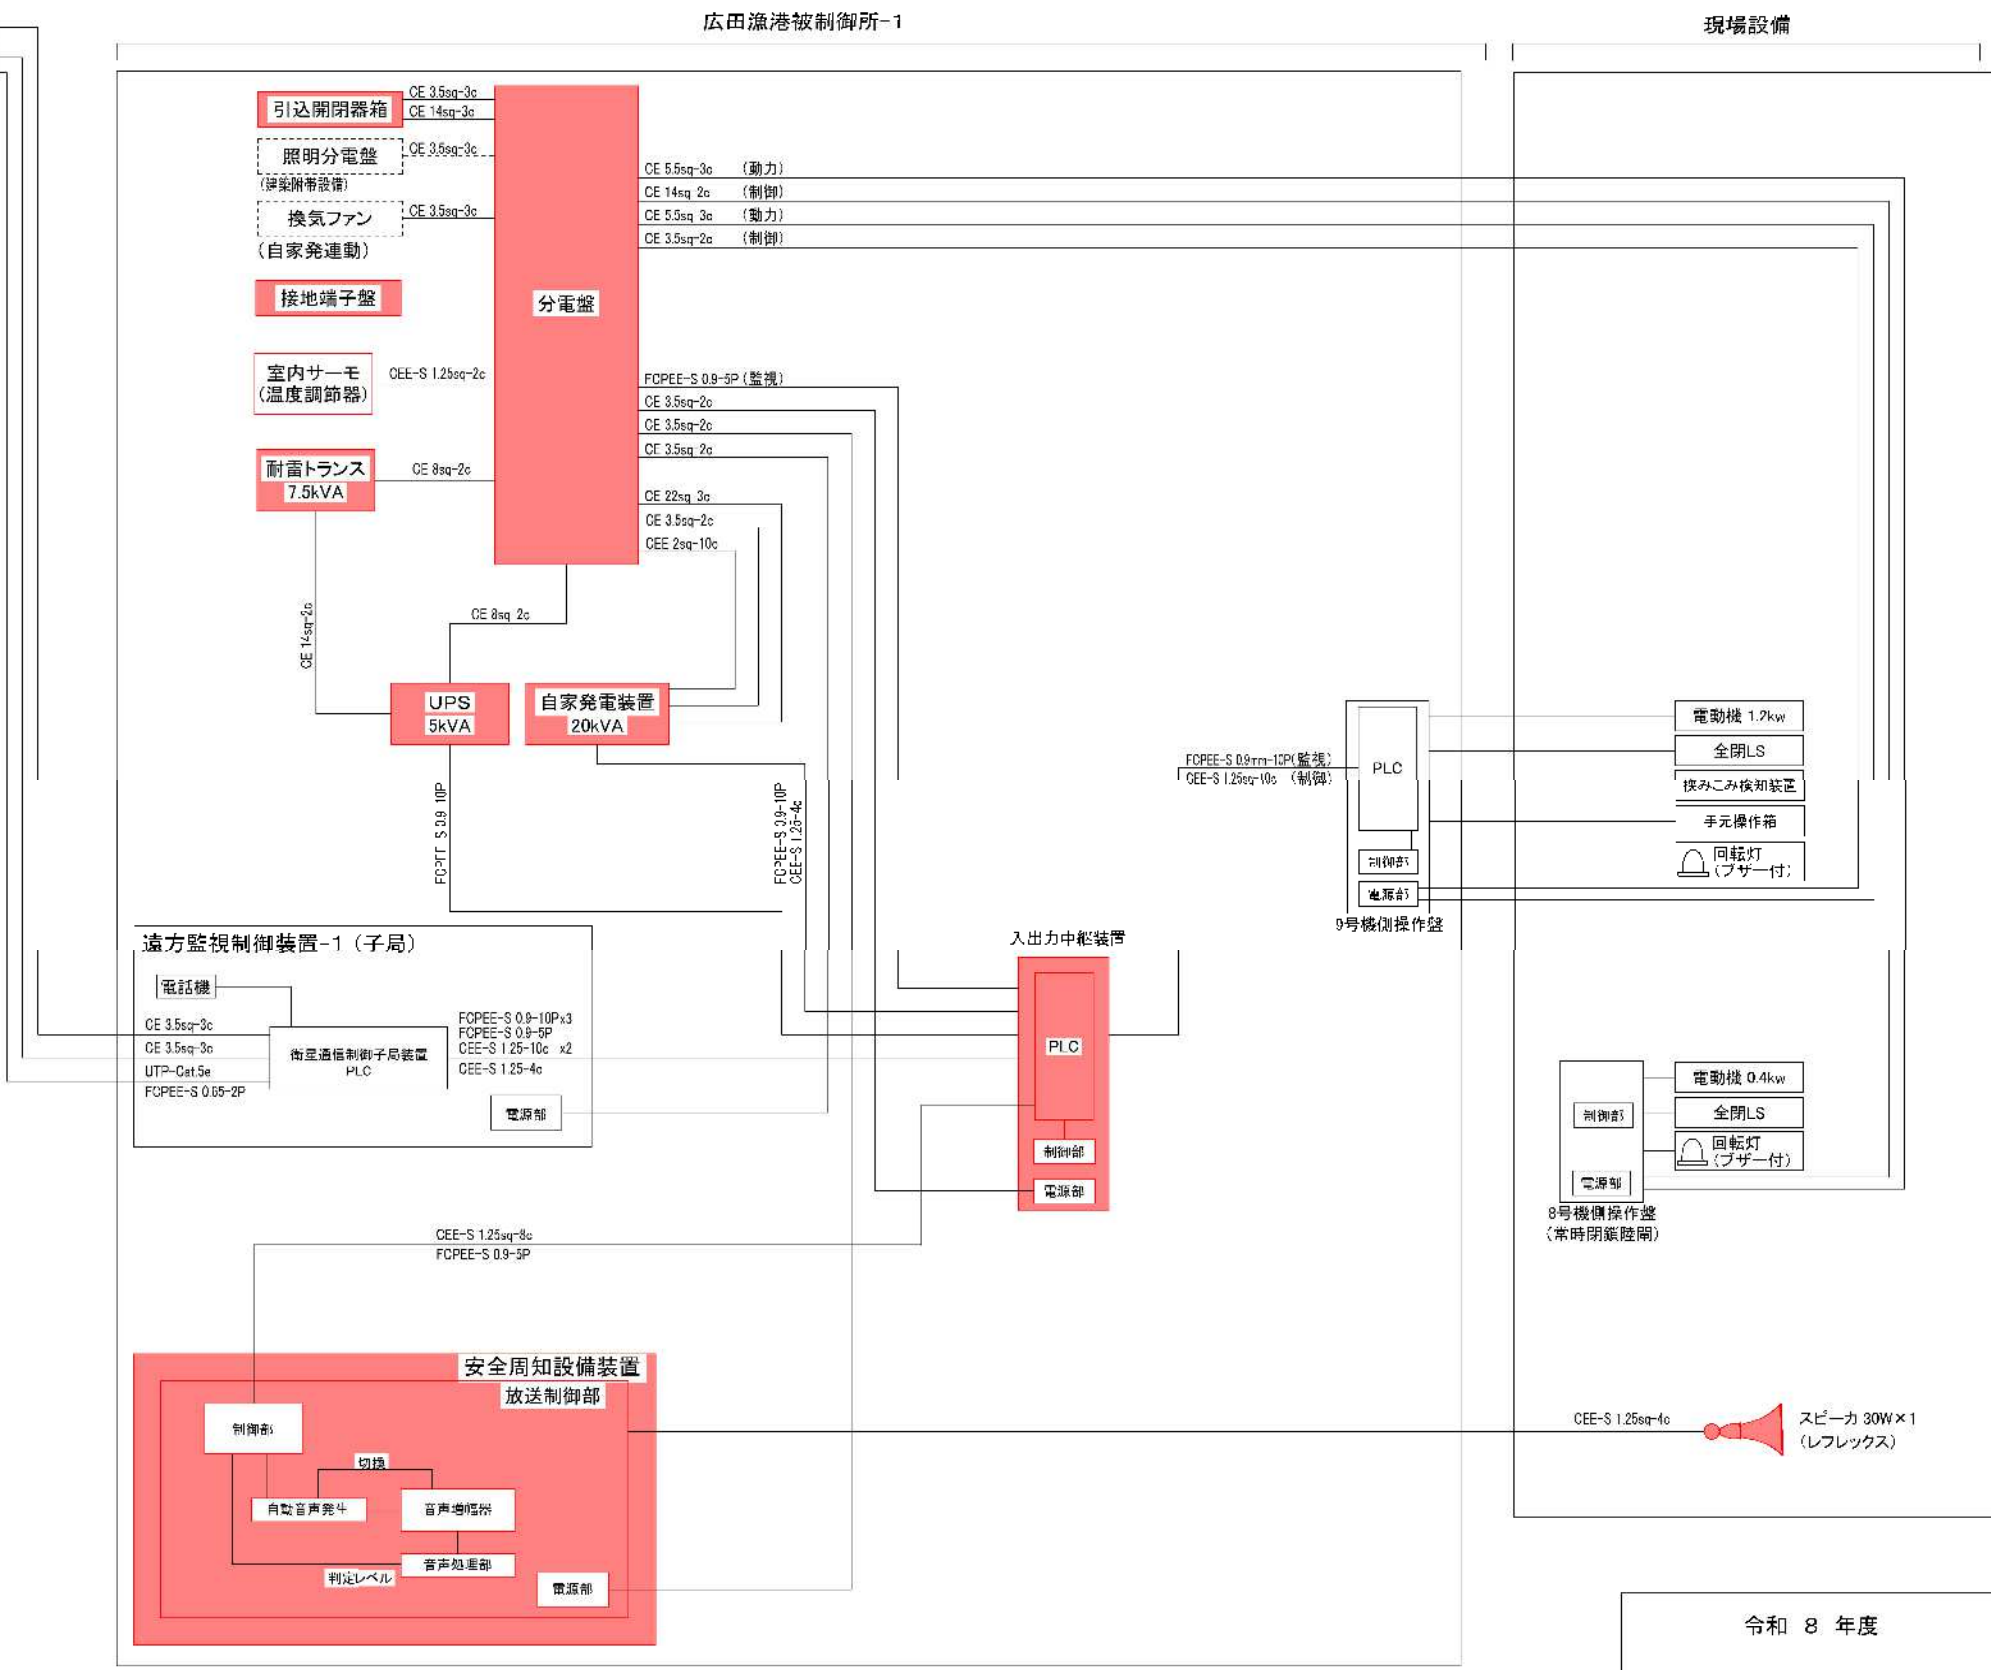 広田漁港被制御所-1
現場設備
引込開閉器箱
CE 3.5sq-3c
CE 14sq-3c
照明分電盤
(建築附帯設備)
CE 3.5sq-3c
換気ファン
(自家発連動)
CE 3.5sq-3c
接地端子盤
分電盤
室内サーモ
(温度調節器)
CEE-S 1.25sq-2c
耐雷トランス
7.5kVA
CE 8sq-2c
CE 5.5sq-3c (動力)
CE 14sq-2c (制御)
CE 5.5sq-3c (動力)
CE 3.5sq-2c (制御)
FCPEE-S 0.9-5P (監視)
CE 3.5sq-2c
CE 3.5sq-2c
CE 3.5sq-2c
CE 22sq-3c
CE 3.5sq-2c
CEE 2sq-10c
CE 14sq-2c
CE 8sq-2c
UPS
5kVA
自家発電装置
20kVA
FCPEE-S 0.9-10P
FCPEE-S 0.9-10P
CEE-S 1.25-4c
FCPEE-S 0.9mm-10P(監視)
CEE-S 1.25sq-10c (制御)
PLC
制御部
電源部
9号機側操作盤
電動機 1.2kw
全閉LS
挟みこみ検知装置
手元操作箱
回転灯
(ブザー付)
遠方監視制御装置-1 (子局)
電話機
CE 3.5sq-3c
CE 3.5sq-3c
UTP-Cat.5e
FCPEE-S 0.65-2P
衛星通信制御子局装置
PLC
FCPEE-S 0.9-10Px3
FCPEE-S 0.9-5P
CEE-S 1.25-10c x2
CEE-S 1.25-4c
電源部
入出力中継装置
PLC
制御部
電源部
制御部
電源部
8号機側操作盤
(常時閉鎖陸閘)
電動機 0.4kw
全閉LS
回転灯
(ブザー付)
CEE-S 1.25sq-8c
FCPEE-S 0.9-5P
安全周知設備装置
放送制御部
制御部
切換
自動音声発生
音声増幅器
音声処理部
判定レベル
電源部
CEE-S 1.25sq-4c
スピーカ 30W×1
(レフレックス)
令和 8 年度